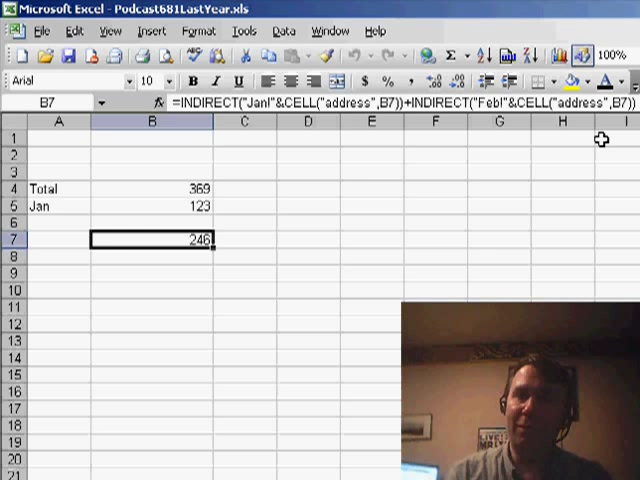 Microsoft Excel - Podcast681LastYear.xls
File Edit View Insert Format Tools Data Window Help
100%
Arial 10 B I U $ % ,
B7 fx =INDIRECT("Jan!"&CELL("address",B7))+INDIRECT("Feb!"&CELL("address",B7))
A B C D E F G H I
1
2
3
4 Total 369
5 Jan 123
6
7 246
8
9
10
11
12
13
14
15
16
17
18
19
20
21